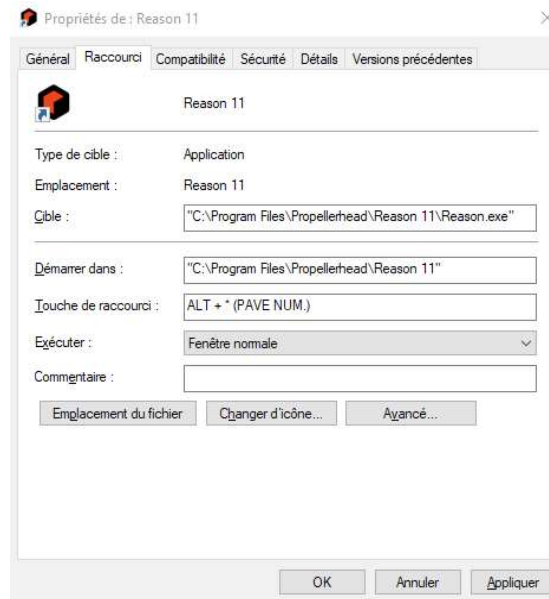 Propriétés de : Reason 11
Général Raccourci Compatibilité Sécurité Détails Versions précédentes
Reason 11
Type de cible : Application
Emplacement : Reason 11
Cible : "C:\Program Files\Propellerhead\Reason 11\Reason.exe"
Démarrer dans : "C:\Program Files\Propellerhead\Reason 11"
Touche de raccourci : ALT + * (PAVE NUM.)
Exécuter : Fenêtre normale
Commentaire :
Emplacement du fichier Changer d'icône... Avancé...
OK Annuler Appliquer